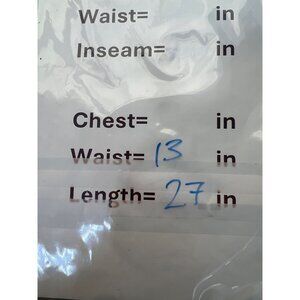 Waist= in
Inseam= in
Chest= in
Waist= 13 in
Length= 27 in